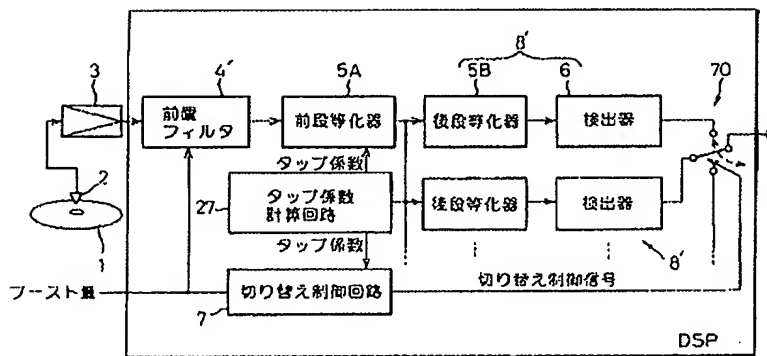 8'
3
4'
5A
5B
6
70
前置
フィルタ
前段等化器
後段等化器
検出器
タップ係数
2
27
タップ係数
計算回路
後段等化器
検出器
1
タップ係数
8'
ブースト量
切り替え制御回路
切り替え制御信号
7
DSP